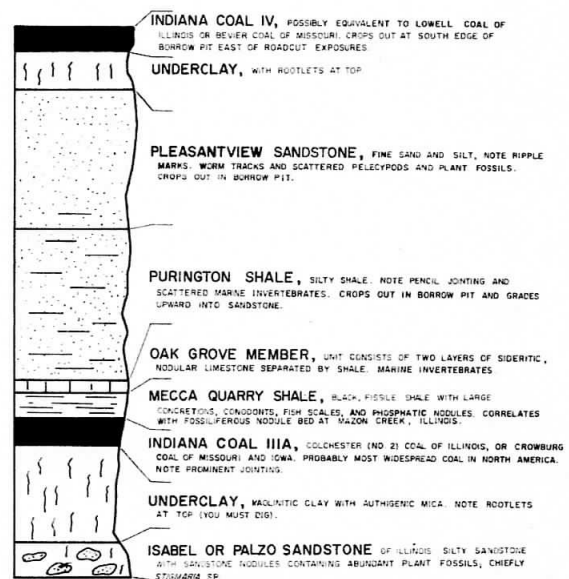 INDIANA COAL IV, POSSIBLY EQUIVALENT TO LOWELL COAL OF
ILLINOIS OR BEVIER COAL OF MISSOURI. CROPS OUT AT SOUTH EDGE OF
BORROW PIT EAST OF ROADCUT EXPOSURES.
UNDERCLAY, WITH ROOTLETS AT TOP
PLEASANTVIEW SANDSTONE, FINE SAND AND SILT, NOTE RIPPLE
MARKS. WORM TRACKS AND SCATTERED PELECYPODS AND PLANT FOSSILS.
CROPS OUT IN BORROW PIT.
PURINGTON SHALE, SILTY SHALE. NOTE PENCIL JOINTING AND
SCATTERED MARINE INVERTEBRATES. CROPS OUT IN BORROW PIT AND GRADES
UPWARD INTO SANDSTONE.
OAK GROVE MEMBER, UNIT CONSISTS OF TWO LAYERS OF SIDERITIC,
NODULAR LIMESTONE SEPARATED BY SHALE. MARINE INVERTEBRATES
MECCA QUARRY SHALE, BLACK, FISSILE SHALE WITH LARGE
CONCRETIONS, CONODONTS, FISH SCALES, AND PHOSPHATIC NODULES. CORRELATES
WITH FOSSILIFEROUS NODULE BED AT MAZON CREEK, ILLINOIS.
INDIANA COAL IIIA, COLCHESTER (NO. 2) COAL OF ILLINOIS, OR CROWBURG
COAL OF MISSOURI AND IOWA. PROBABLY MOST WIDESPREAD COAL IN NORTH AMERICA.
NOTE PROMINENT JOINTING.
UNDERCLAY, KAOLINITIC CLAY WITH AUTHIGENIC MICA. NOTE ROOTLETS
AT TOP (YOU MUST DIG).
ISABEL OR PALZO SANDSTONE OF ILLINOIS SILTY SANDSTONE
WITH SANDSTONE NODULES CONTAINING ABUNDANT PLANT FOSSILS, CHIEFLY
STIGMARIA SP.